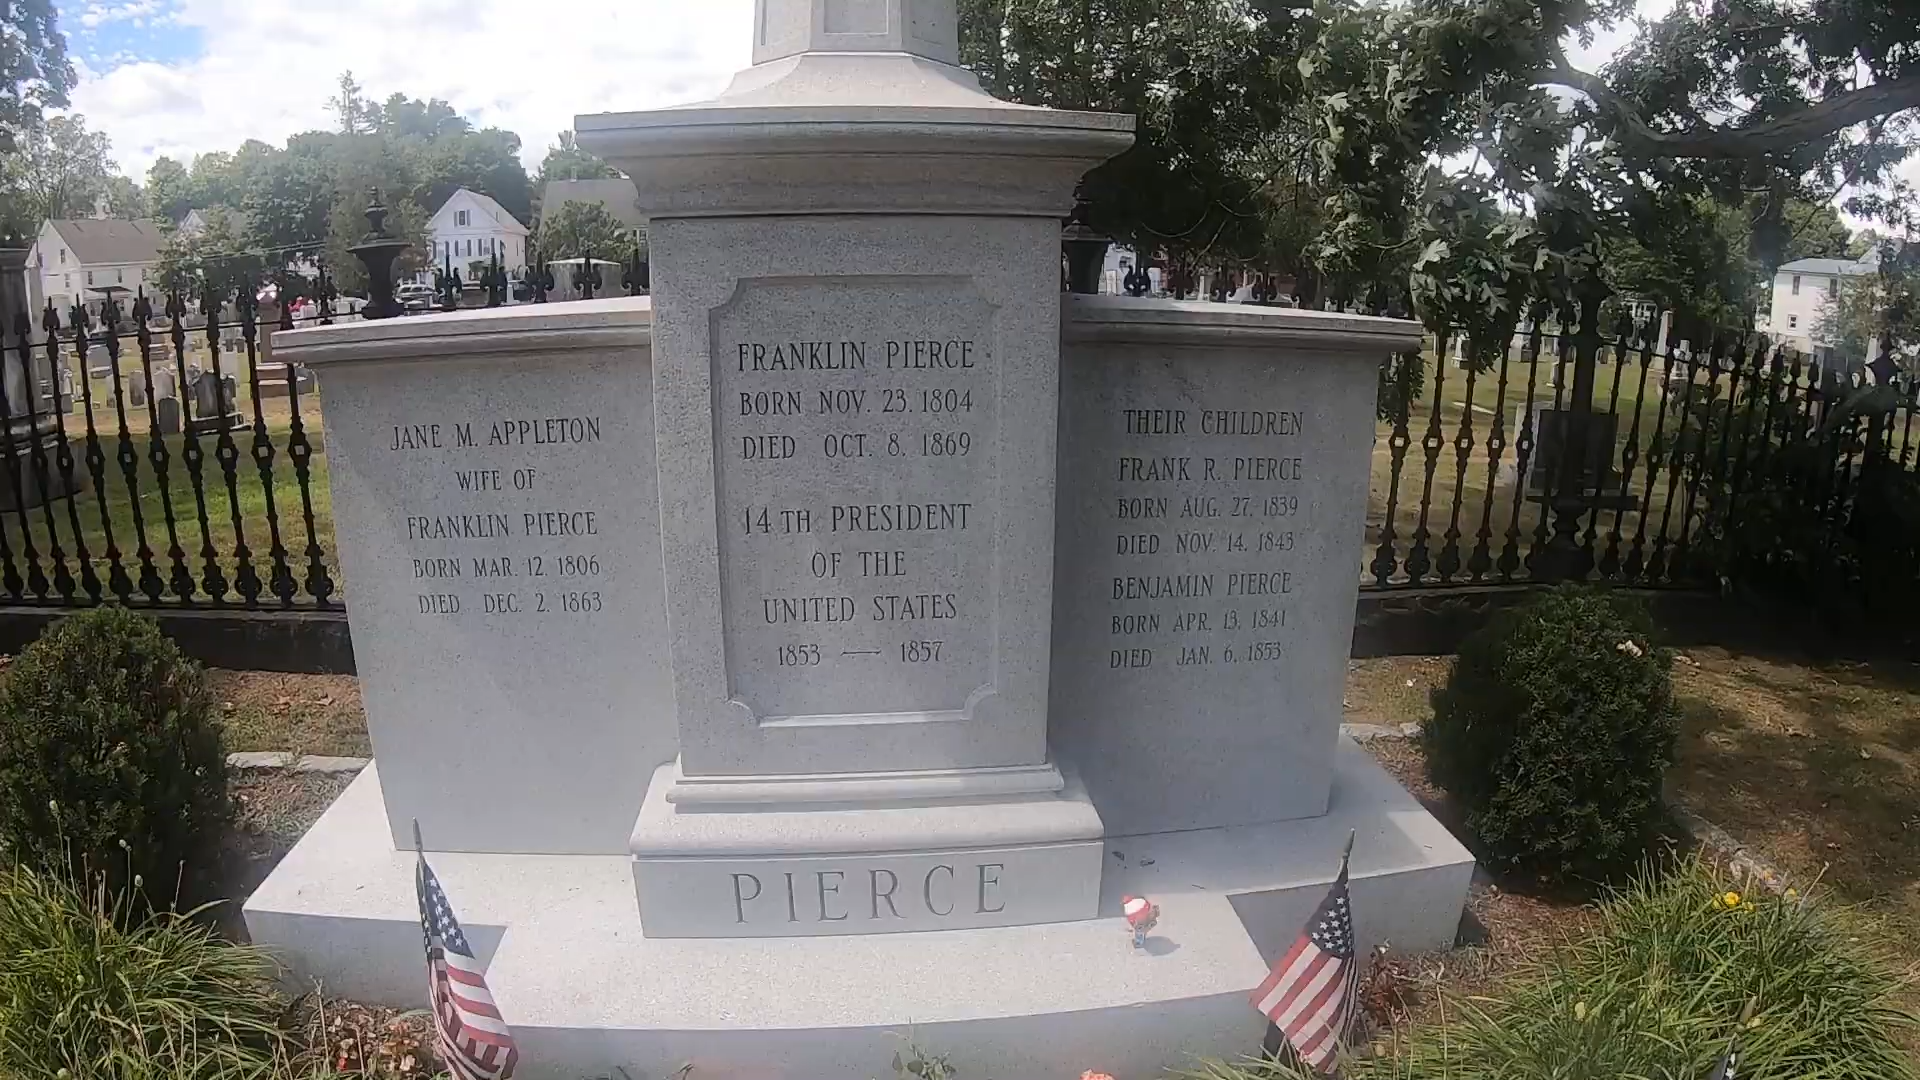 JANE M. APPLETON
WIFE OF
FRANKLIN PIERCE
BORN MAR. 12. 1806
DIED DEC. 2. 1863
FRANKLIN PIERCE
BORN NOV. 23. 1804
DIED OCT. 8. 1869
14TH PRESIDENT
OF THE
UNITED STATES
1853 — 1857
THEIR CHILDREN
FRANK R. PIERCE
BORN AUG. 27. 1839
DIED NOV. 14. 1843
BENJAMIN PIERCE
BORN APR. 13. 1841
DIED JAN. 6. 1853
PIERCE